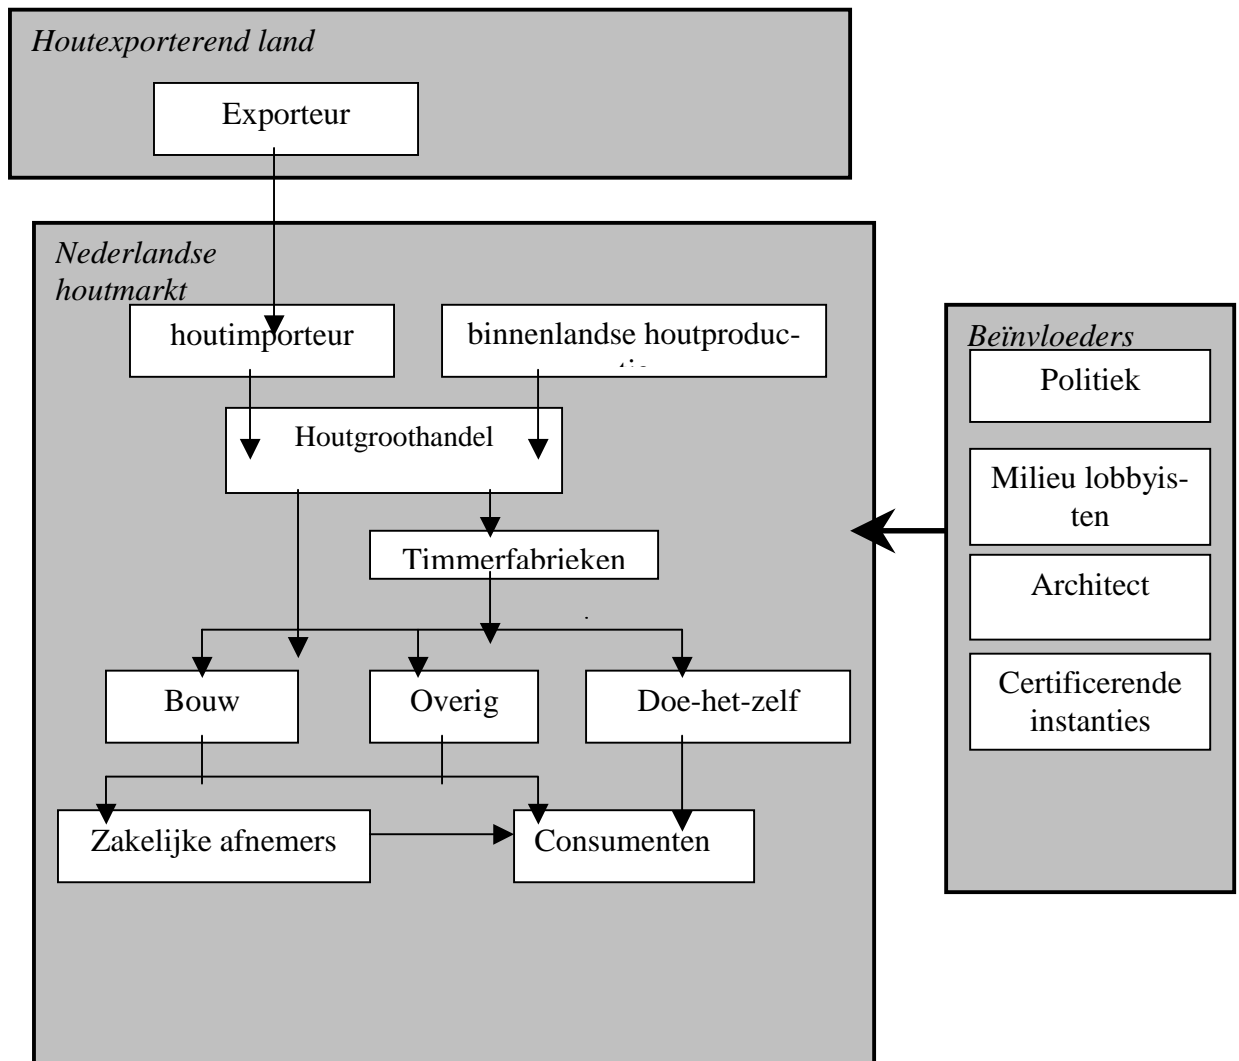 Houtexporterend land
Exporteur
Nederlandse
houtmarkt
houtimporteur
binnenlandse houtproduc-
Houtgroothandel
Timmerfabrieken
Bouw
Overig
Doe-het-zelf
Zakelijke afnemers
Consumenten
Beïnvloeders
Politiek
Milieu lobbyis-
ten
Architect
Certificerende
instanties